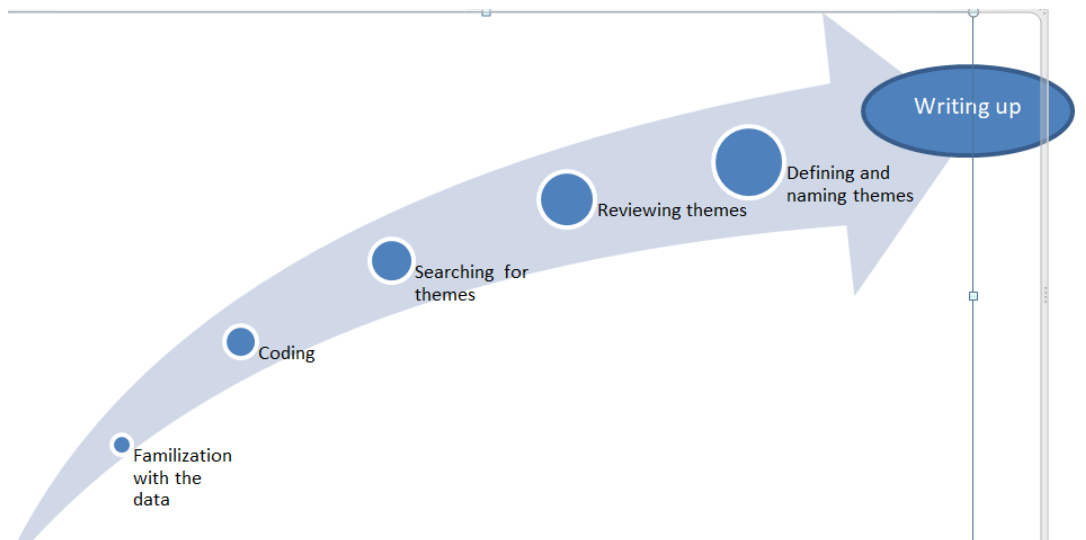 Writing up
Defining and
naming themes
Reviewing themes
Searching for
themes
Coding
Familization
with the
data